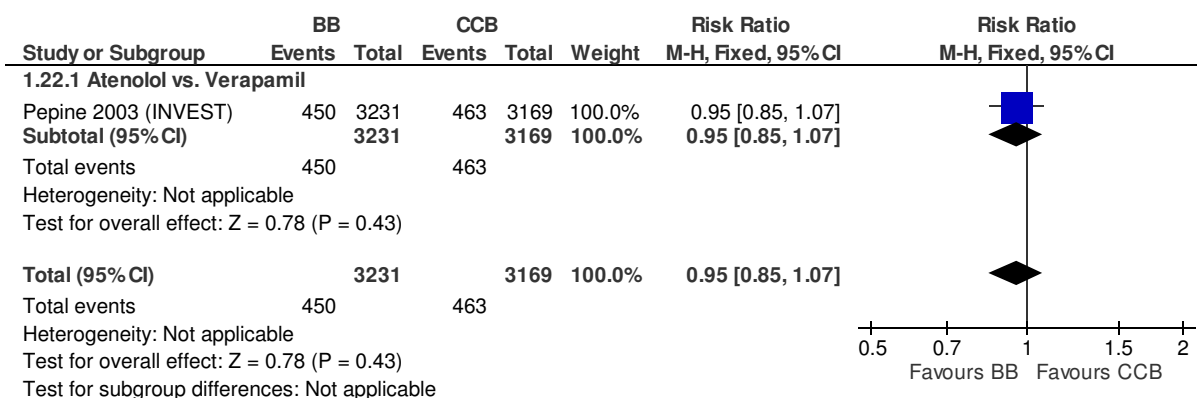 BB CCB Risk Ratio Risk Ratio
Study or Subgroup Events Total Events Total Weight M-H, Fixed, 95% CI M-H, Fixed, 95% CI
1.22.1 Atenolol vs. Verapamil
Pepine 2003 (INVEST) 450 3231 463 3169 100.0% 0.95 [0.85, 1.07]
Subtotal (95% CI) 3231 3169 100.0% 0.95 [0.85, 1.07]
Total events 450 463
Heterogeneity: Not applicable
Test for overall effect: Z = 0.78 (P = 0.43)
Total (95% CI) 3231 3169 100.0% 0.95 [0.85, 1.07]
Total events 450 463
Heterogeneity: Not applicable
Test for overall effect: Z = 0.78 (P = 0.43)
Test for subgroup differences: Not applicable
0.5 0.7 1 1.5 2
Favours BB Favours CCB